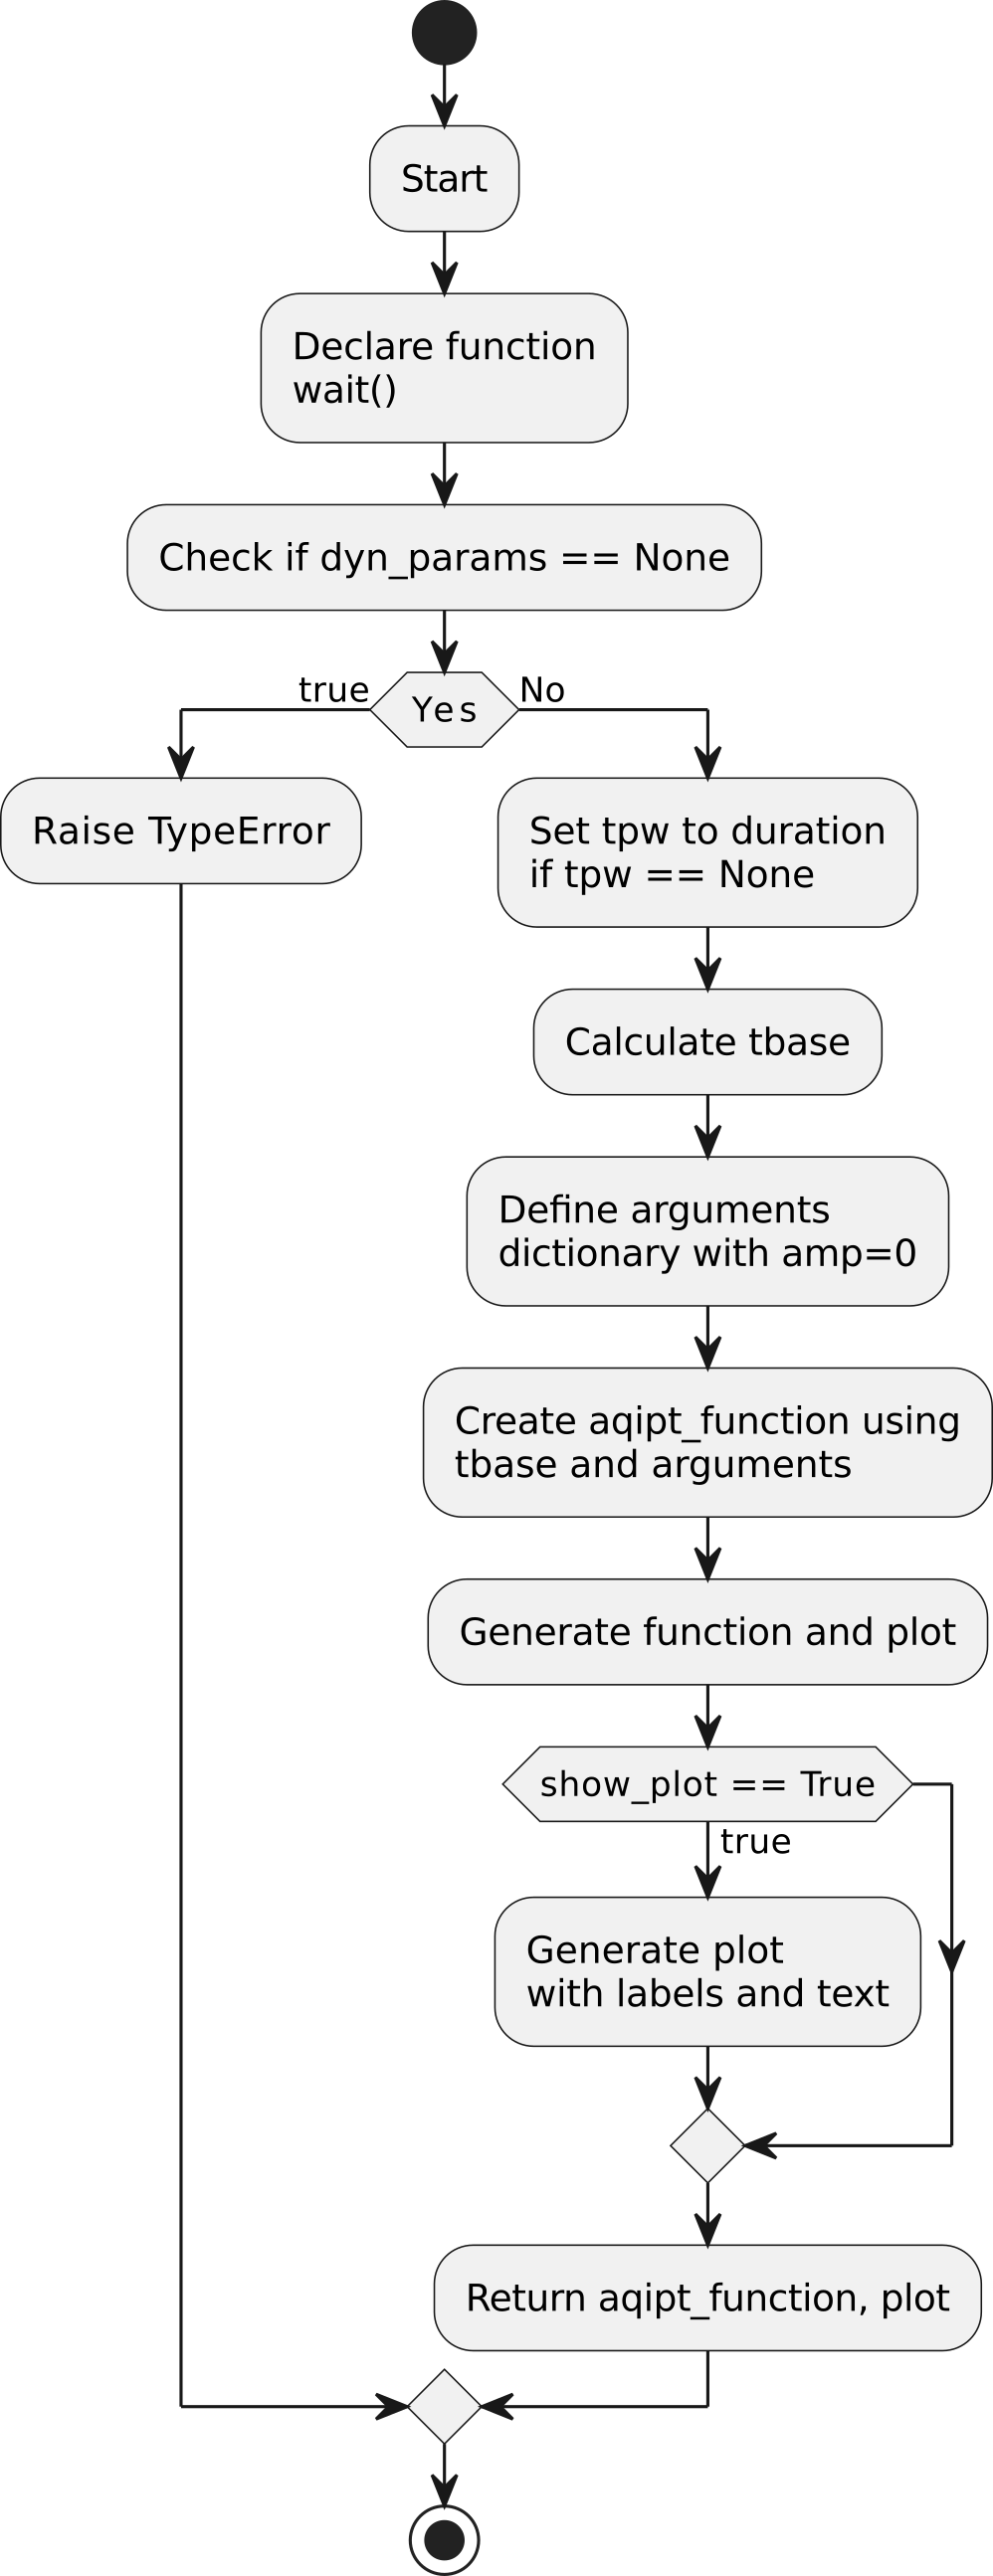 Start
Declare function
wait()
Check if dyn_params == None
true
Yes
No
Raise TypeError
Set tpw to duration
if tpw == None
Calculate tbase
Define arguments
dictionary with amp=0
Create aqipt_function using
tbase and arguments
Generate function and plot
show_plot == True
true
Generate plot
with labels and text
Return aqipt_function, plot